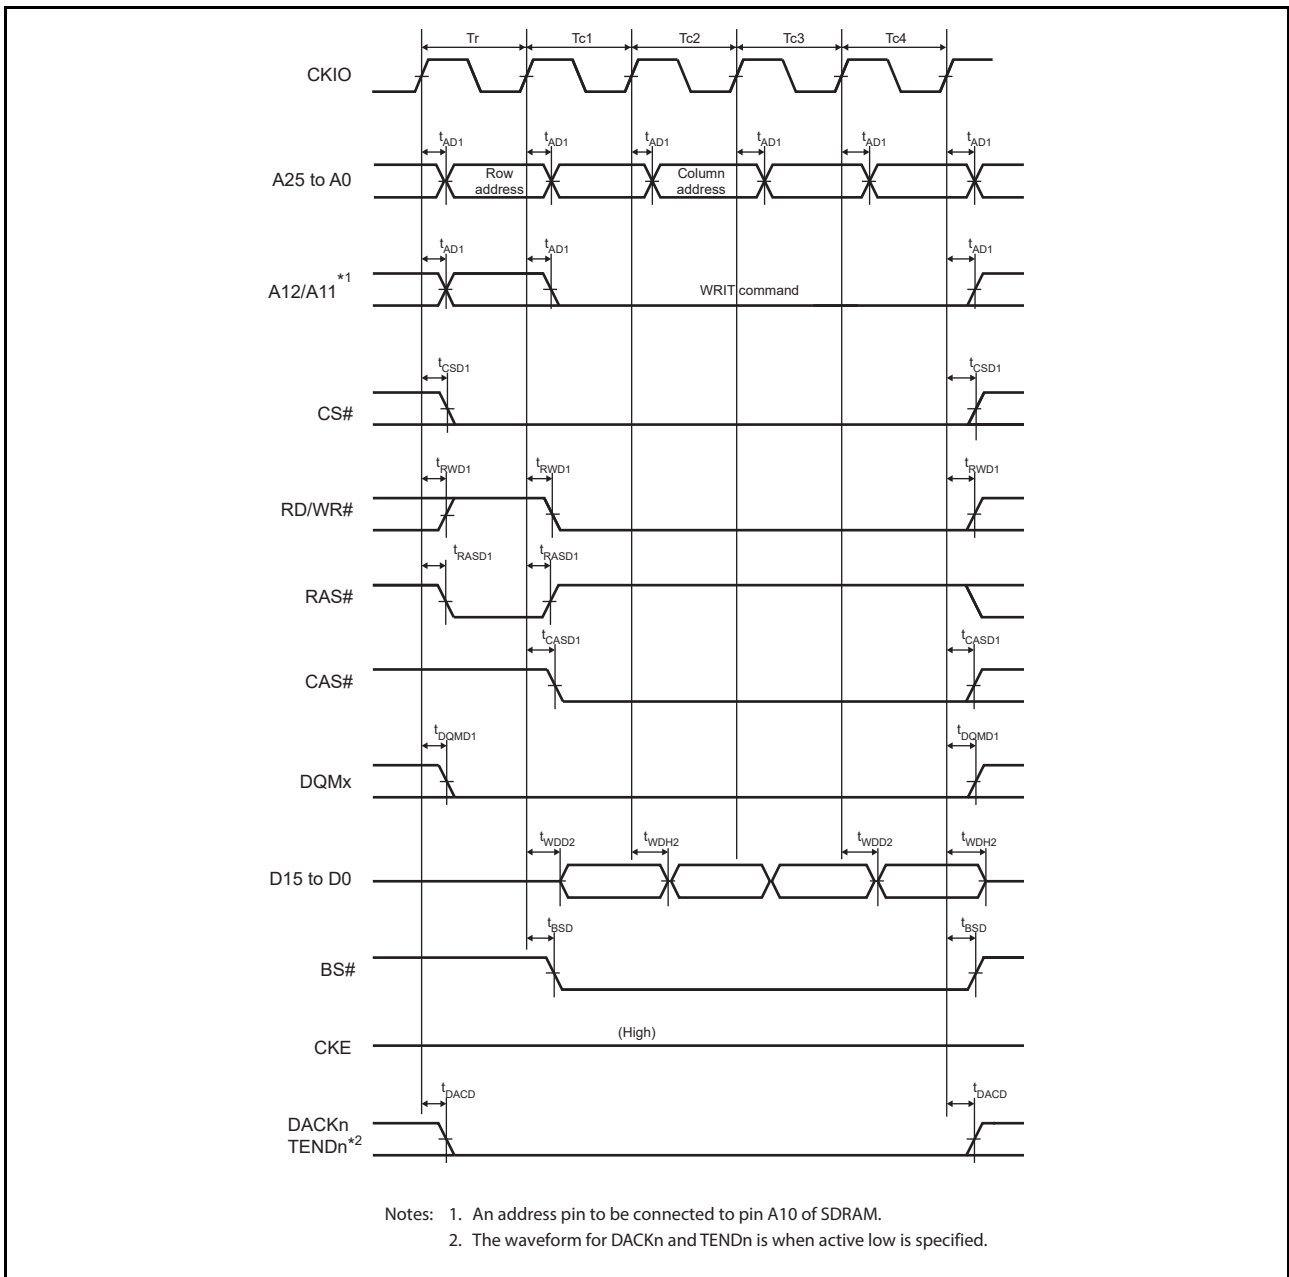 Tr Tc1 Tc2 Tc3 Tc4
CKIO
tAD1 tAD1 tAD1 tAD1 tAD1 tAD1
A25 to A0
Row address
Column address
tAD1 tAD1 tAD1
A12/A11*1
WRIT command
tCSD1 tCSD1
CS#
tRWD1 tRWD1 tRWD1
RD/WR#
tRASD1 tRASD1
RAS#
tCASD1 tCASD1
CAS#
tDQMD1 tDQMD1
DQMx
tWDD2 tWDH2 tWDD2 tWDH2
D15 to D0
tBSD tBSD
BS#
(High)
CKE
tDACD tDACD
DACKn
TENDn*2
Notes: 1. An address pin to be connected to pin A10 of SDRAM.
2. The waveform for DACKn and TENDn is when active low is specified.